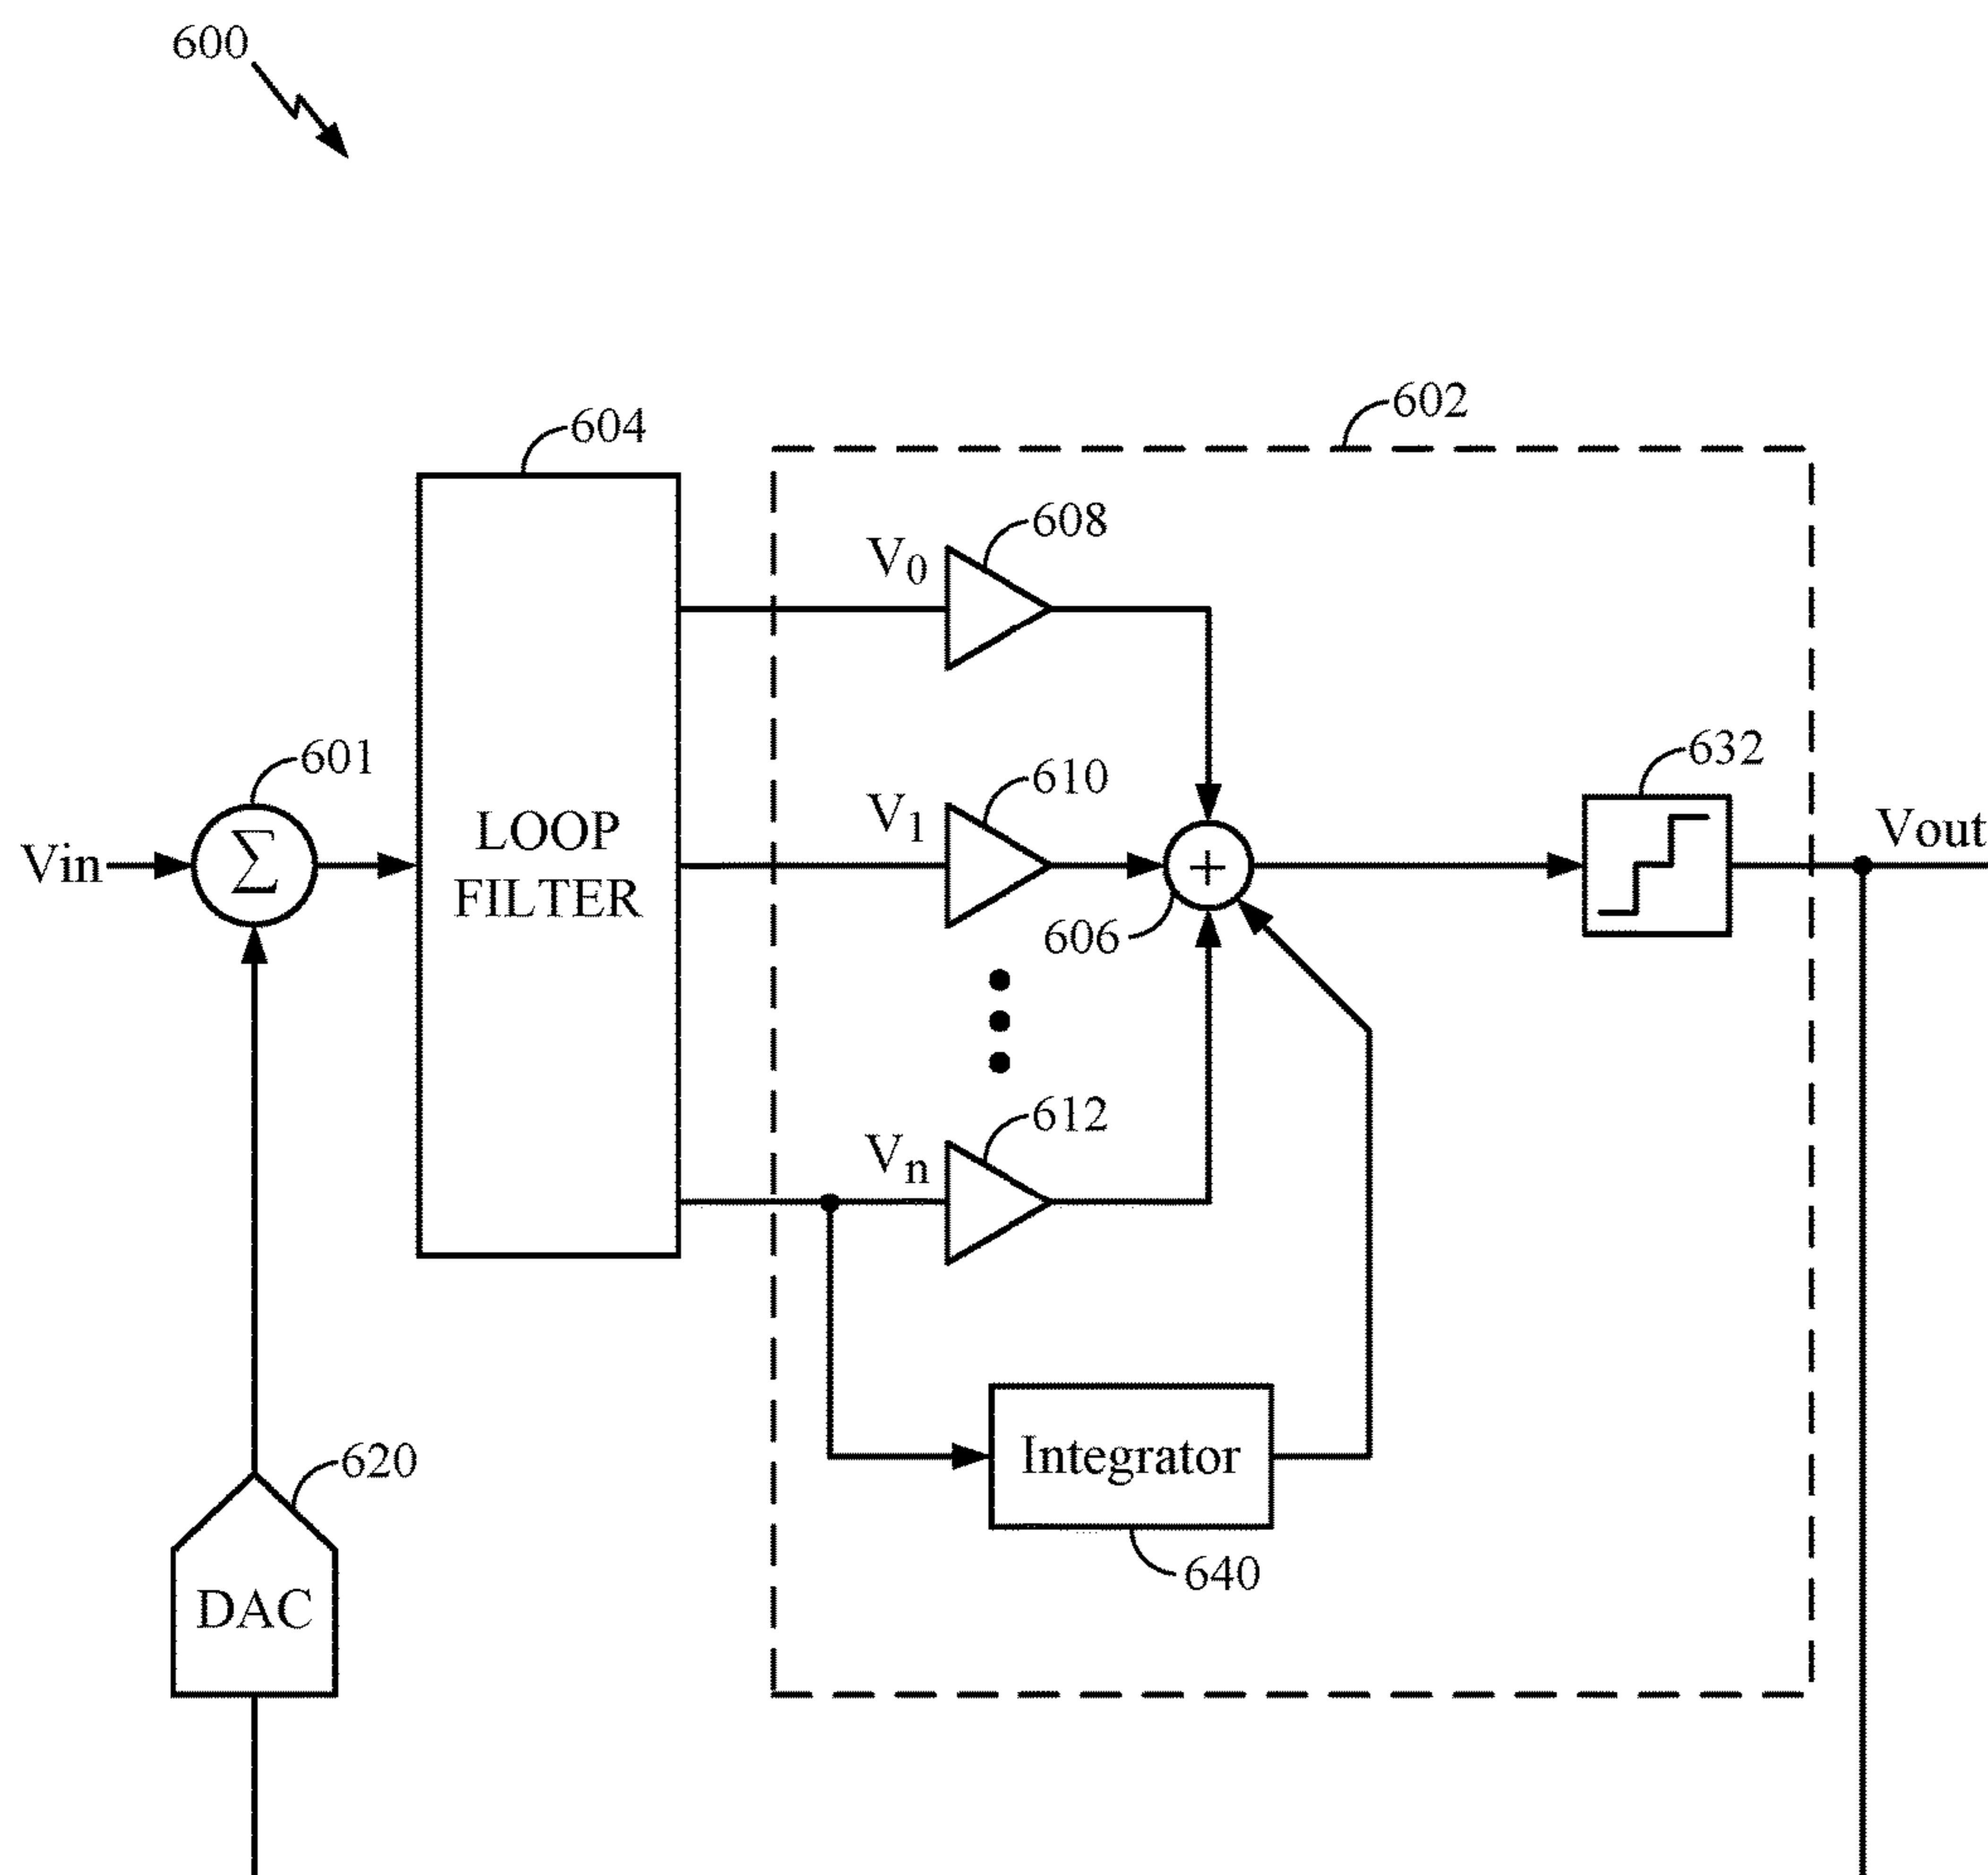 600
602
604
608
V0
632
601
610
V1
Vout
LOOP
FILTER
Σ
Vin
+
606
612
Vn
620
Integrator
640
DAC